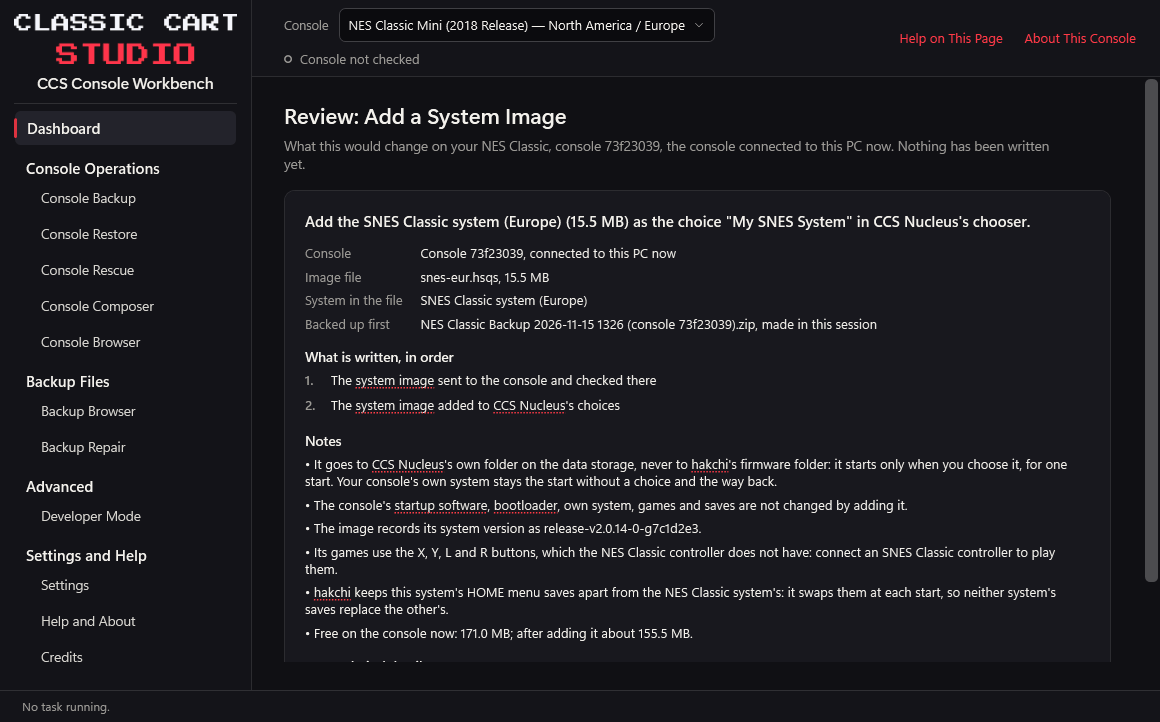 CLASSIC CART
STUDIO
CCS Console Workbench
Dashboard
Console Operations
Console Backup
Console Restore
Console Rescue
Console Composer
Console Browser
Backup Files
Backup Browser
Backup Repair
Advanced
Developer Mode
Settings and Help
Settings
Help and About
Credits
Console
NES Classic Mini (2018 Release) — North America / Europe
Console not checked
Help on This Page
About This Console
Review: Add a System Image
What this would change on your NES Classic, console 73f23039, the console connected to this PC now. Nothing has been written
yet.
Add the SNES Classic system (Europe) (15.5 MB) as the choice "My SNES System" in CCS Nucleus's chooser.
Console Console 73f23039, connected to this PC now
Image file snes-eur.hsqs, 15.5 MB
System in the file SNES Classic system (Europe)
Backed up first NES Classic Backup 2026-11-15 1326 (console 73f23039).zip, made in this session
What is written, in order
1. The system image sent to the console and checked there
2. The system image added to CCS Nucleus's choices
Notes
• It goes to CCS Nucleus's own folder on the data storage, never to hakchi's firmware folder: it starts only when you choose it, for one
start. Your console's own system stays the start without a choice and the way back.
• The console's startup software, bootloader, own system, games and saves are not changed by adding it.
• The image records its system version as release-v2.0.14-0-g7c1d2e3.
• Its games use the X, Y, L and R buttons, which the NES Classic controller does not have: connect an SNES Classic controller to play
them.
• hakchi keeps this system's HOME menu saves apart from the NES Classic system's: it swaps them at each start, so neither system's
saves replace the other's.
• Free on the console now: 171.0 MB; after adding it about 155.5 MB.
No task running.